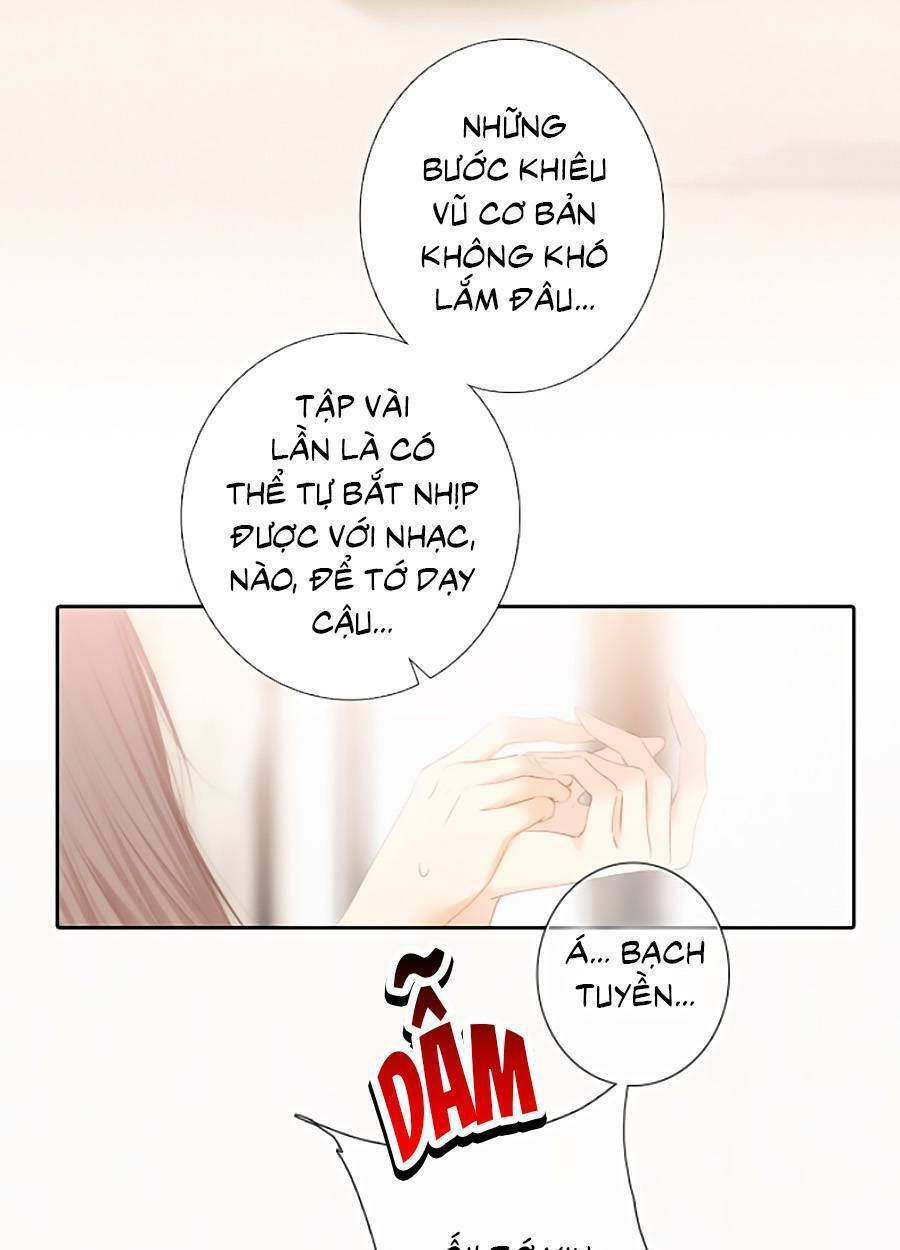 NHỮNG
BƯỚC KHIÊU
VŨ CƠ BẢN
KHÔNG KHÓ
LẮM ĐÂU...
TẬP VÀI
LẦN LÀ CÓ
THỂ TỰ BẮT NHỊP
ĐƯỢC VỚI NHẠC,
NÀO, ĐỂ TỚ DẠY
CẬU...
Á... BẠCH
TUYỀN...
DẪM